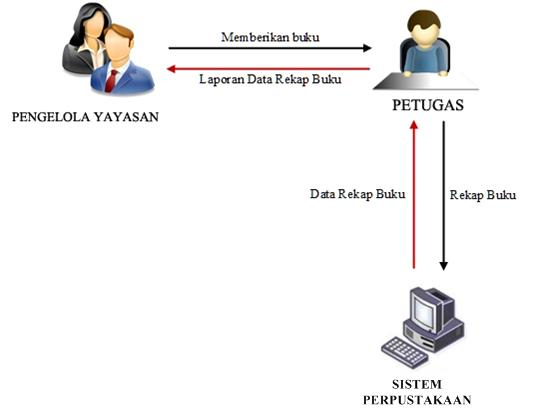 Memberikan buku
Laporan Data Rekap Buku
PENGELOLA YAYASAN
PETUGAS
Data Rekap Buku
Rekap Buku
SISTEM
PERPUSTAKAAN